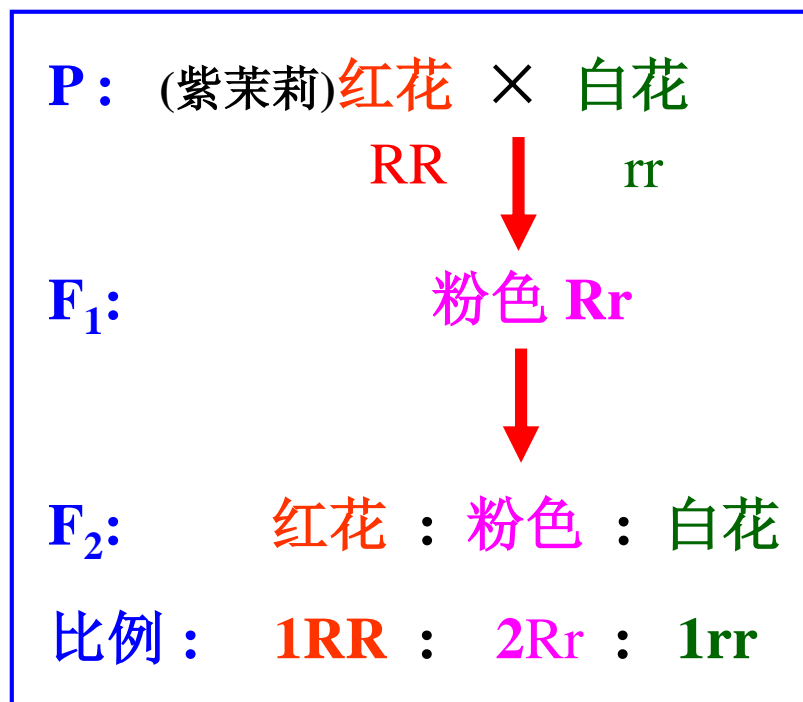 P： (紫茉莉)红花 × 白花
RR rr
F₁: 粉色 Rr
F₂: 红花 : 粉色 : 白花
比例： 1RR : 2Rr : 1rr